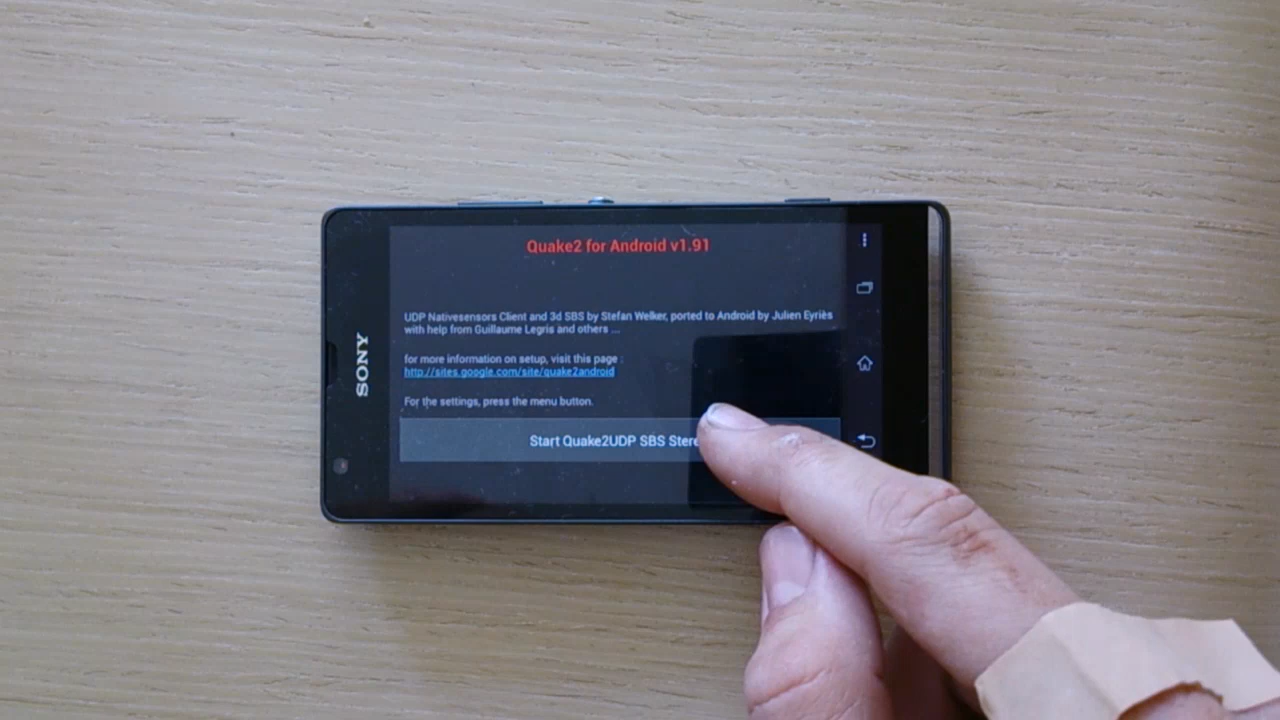 SONY
Quake2 for Android v1.91
UDP Nativesensors Client and 3d SBS by Stefan Welker, ported to Android by Julien Eyriès
with help from Guillaume Legris and others ...
for more information on setup, visit this page :
http://sites.google.com/site/quake2android
For the settings, press the menu button.
Start Quake2UDP SBS Stere